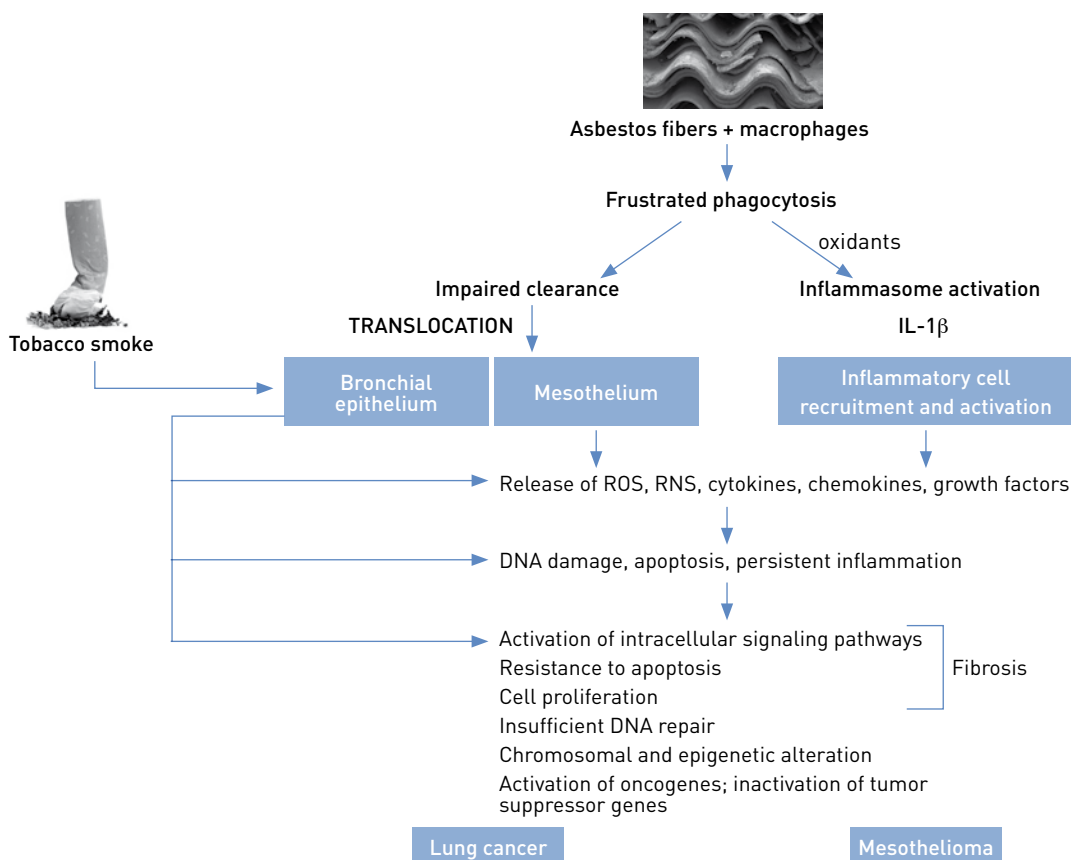 Asbestos fibers + macrophages
Frustrated phagocytosis
oxidants
Impaired clearance
Inflammasome activation
TRANSLOCATION
IL-1β
Tobacco smoke
Bronchial
epithelium
Mesothelium
Inflammatory cell
recruitment and activation
Release of ROS, RNS, cytokines, chemokines, growth factors
DNA damage, apoptosis, persistent inflammation
Activation of intracellular signaling pathways
Resistance to apoptosis
Fibrosis
Cell proliferation
Insufficient DNA repair
Chromosomal and epigenetic alteration
Activation of oncogenes; inactivation of tumor
suppressor genes
Lung cancer
Mesothelioma